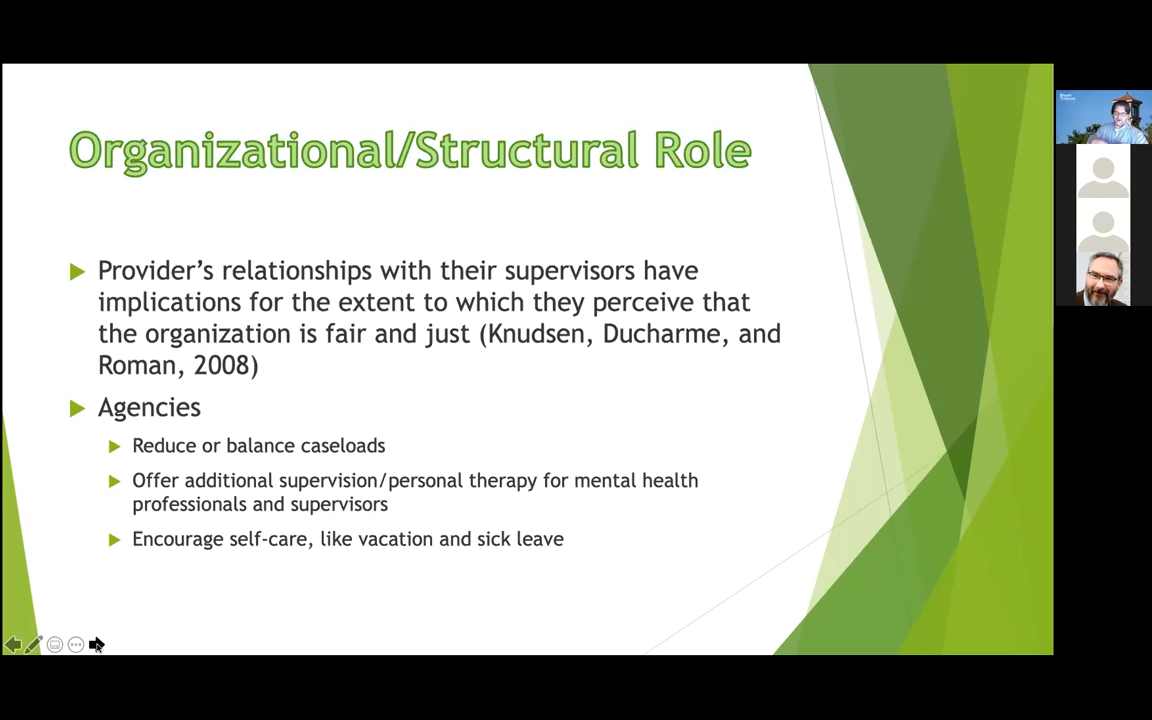 Organizational/Structural Role
Provider’s relationships with their supervisors have
implications for the extent to which they perceive that
the organization is fair and just (Knudsen, Ducharme, and
Roman, 2008)
Agencies
Reduce or balance caseloads
Offer additional supervision/personal therapy for mental health
professionals and supervisors
Encourage self-care, like vacation and sick leave